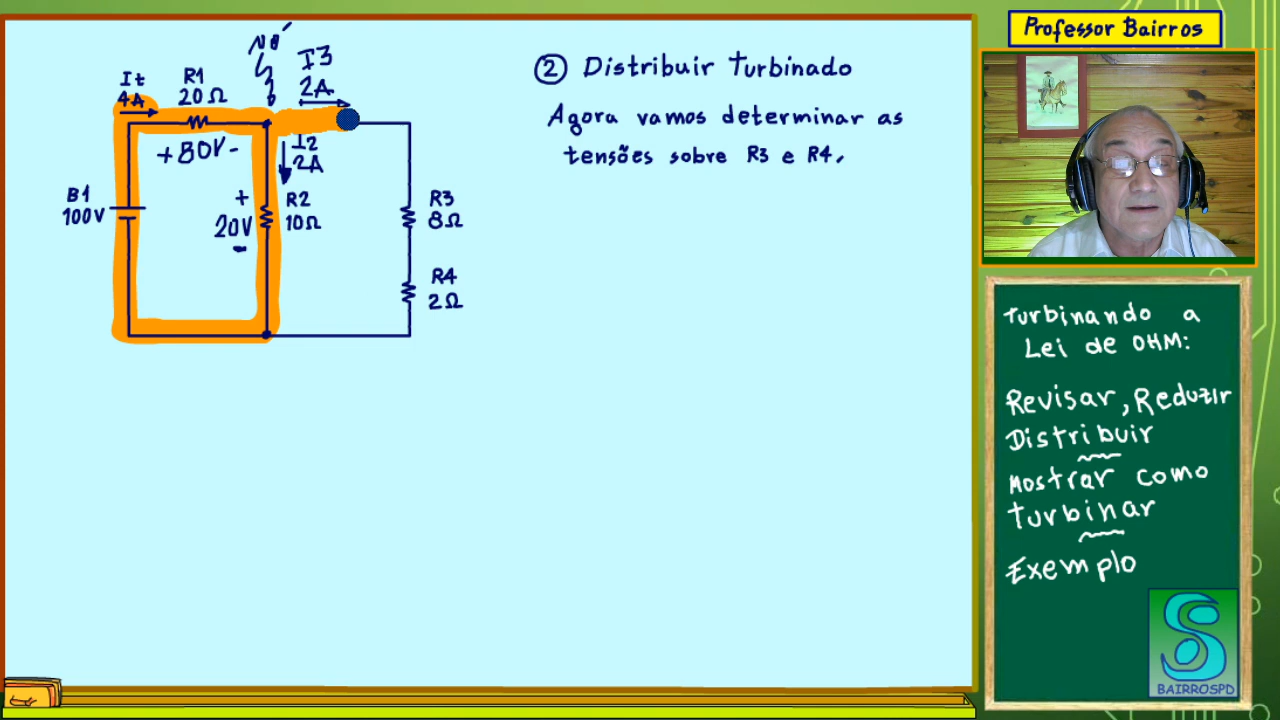 Professor Bairros
② Distribuir Turbinado
Agora vamos determinar as
tensões sobre R3 e R4.
NÓ
It
4A
R1
20Ω
I3
2A
+80V-
I2
2A
B1
100V
+
20V
-
R2
10Ω
R3
8Ω
R4
2Ω
Turbinando a
Lei de OHM:
Revisar, Reduzir
Distribuir
Mostrar como
Turbinar
Exemplo
BAIRROSPD